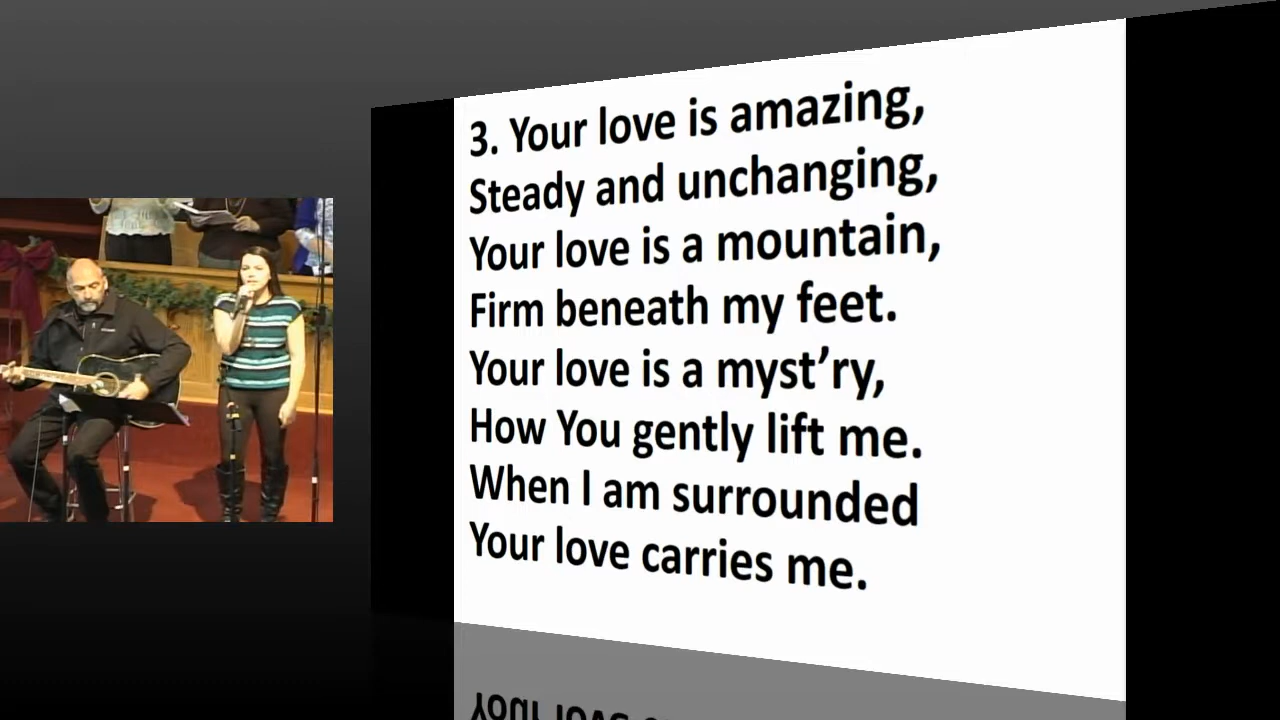 3. Your love is amazing,
Steady and unchanging,
Your love is a mountain,
Firm beneath my feet.
Your love is a myst’ry,
How You gently lift me.
When I am surrounded
Your love carries me.